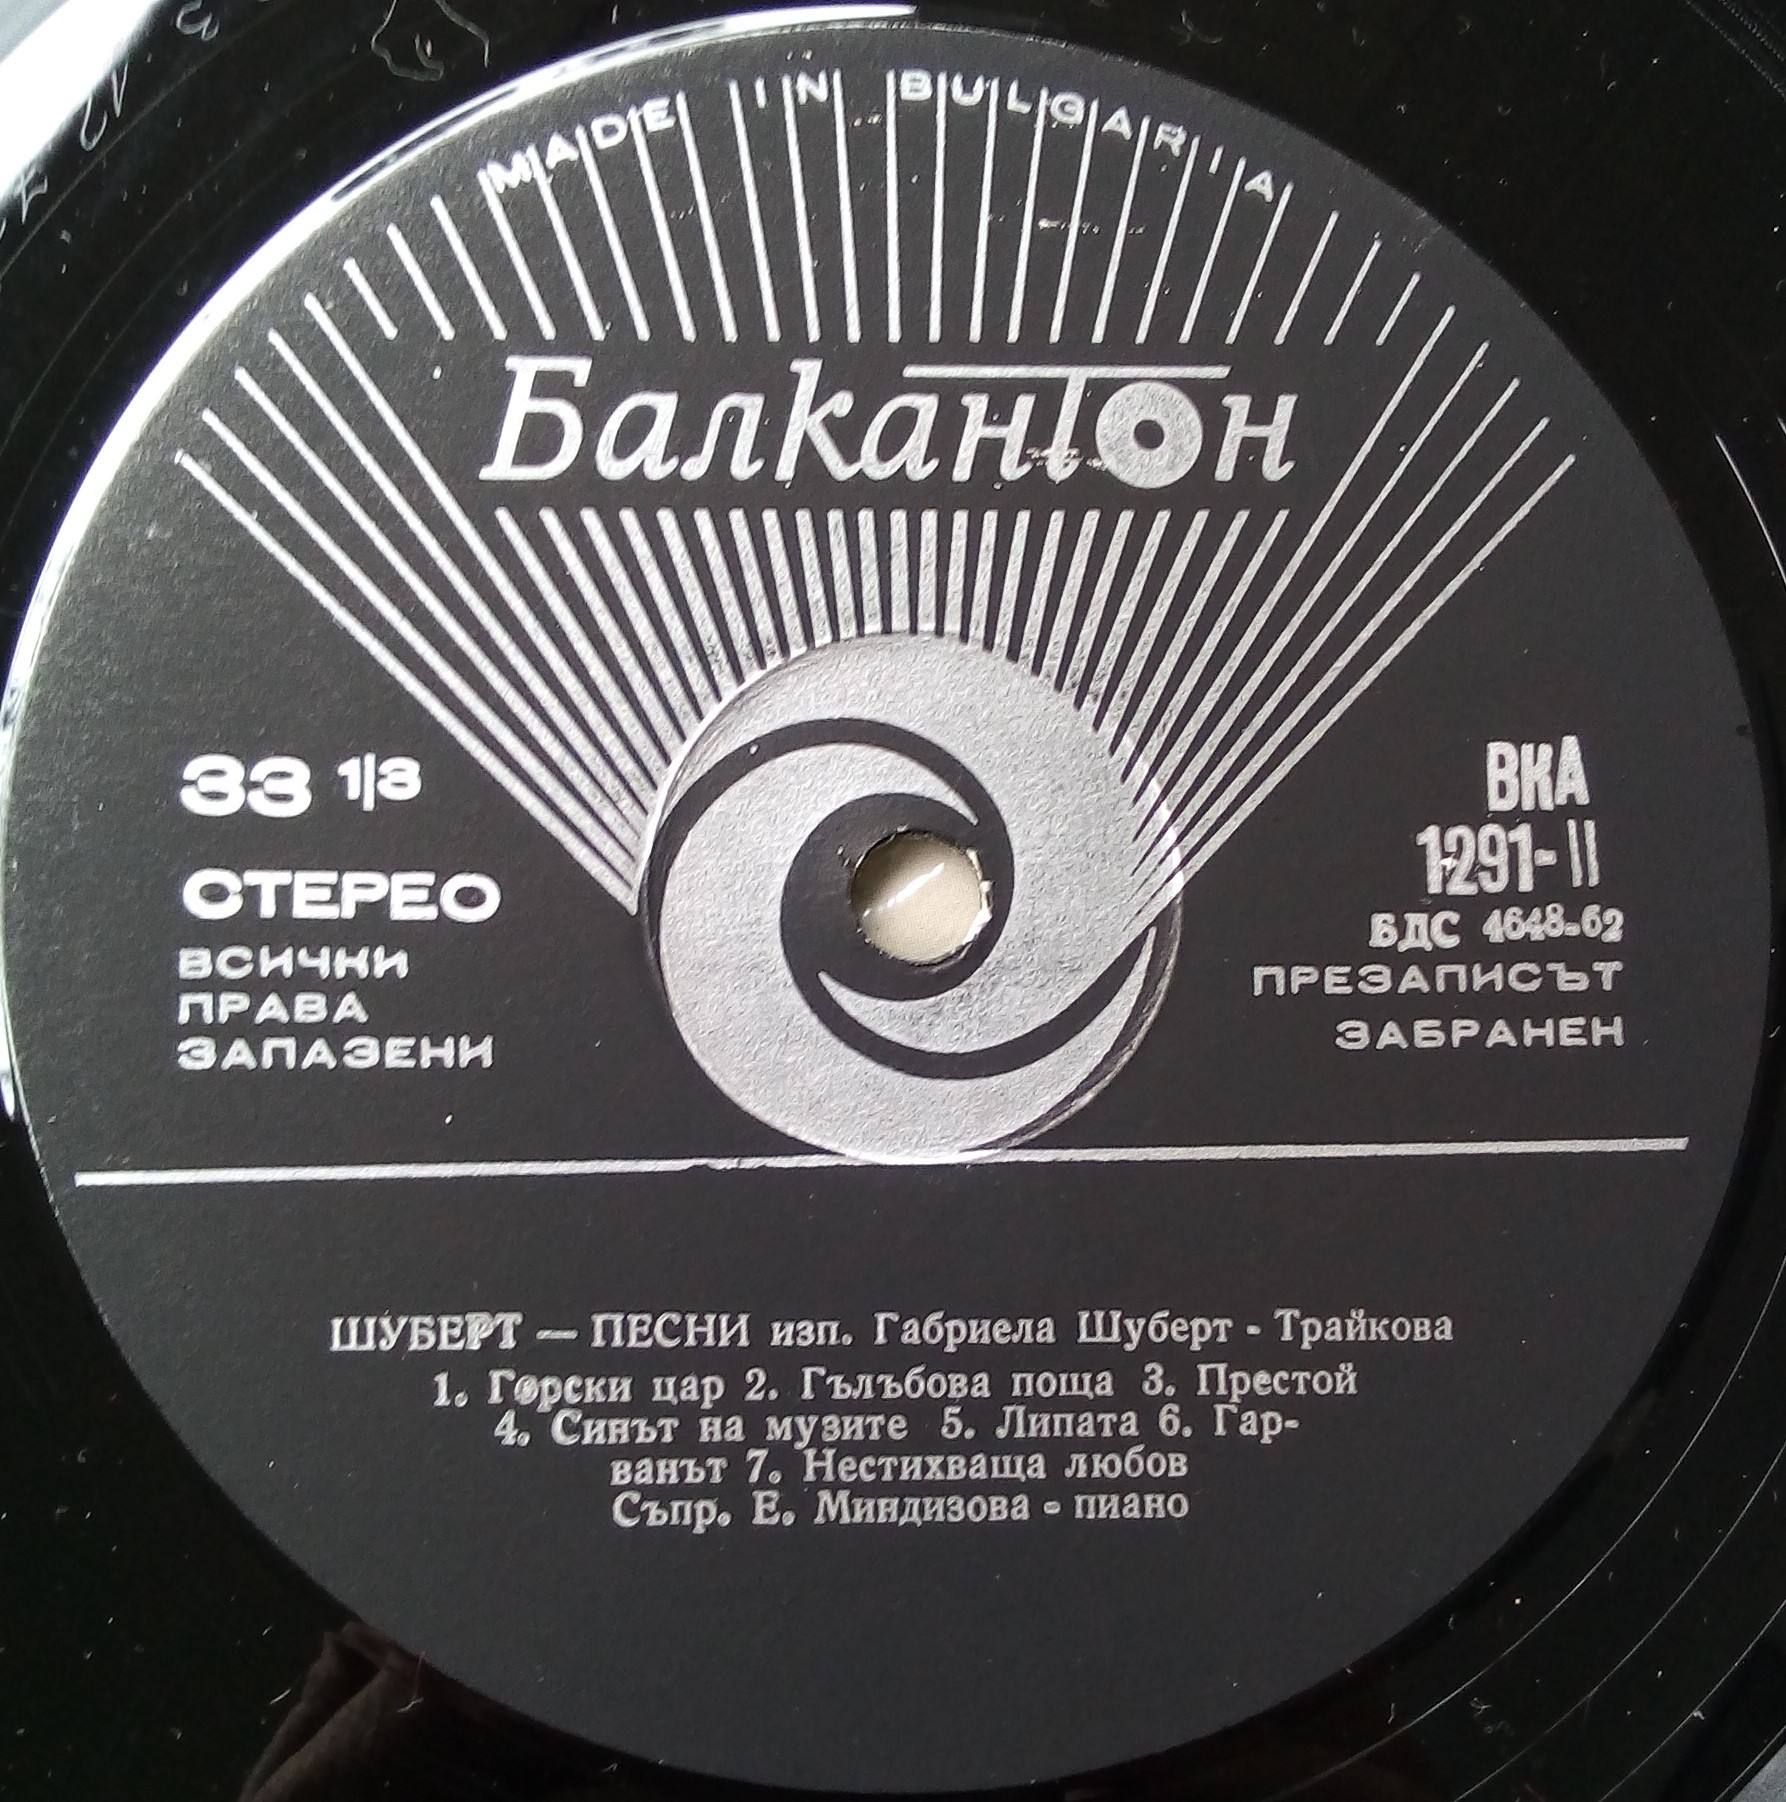 MADE IN BULGARIA
Балкантон
33 1/3
СТЕРЕО
ВСИЧКИ
ПРАВА
ЗАПАЗЕНИ
ВКА
1291-II
БДС 4648-62
ПРЕЗАПИСЪТ
ЗАБРАНЕН
ШУБЕРТ — ПЕСНИ изп. Габриела Шуберт - Трайкова
1. Горски цар 2. Гълъбова поща 3. Престой
4. Синът на музите 5. Липата 6. Гар-
ванът 7. Нестихваща любов
Съпр. Е. Миндизова - пиано